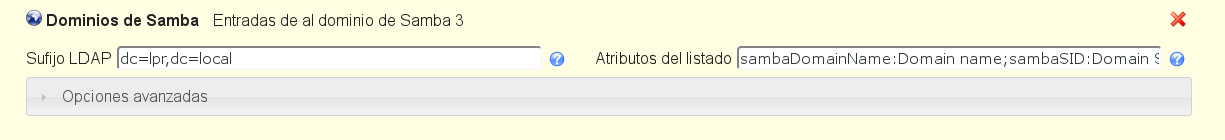 Dominios de Samba Entradas de al dominio de Samba 3
Sufijo LDAP dc=lpr,dc=local Atributos del listado sambaDomainName:Domain name;sambaSID:Domain S
Opciones avanzadas